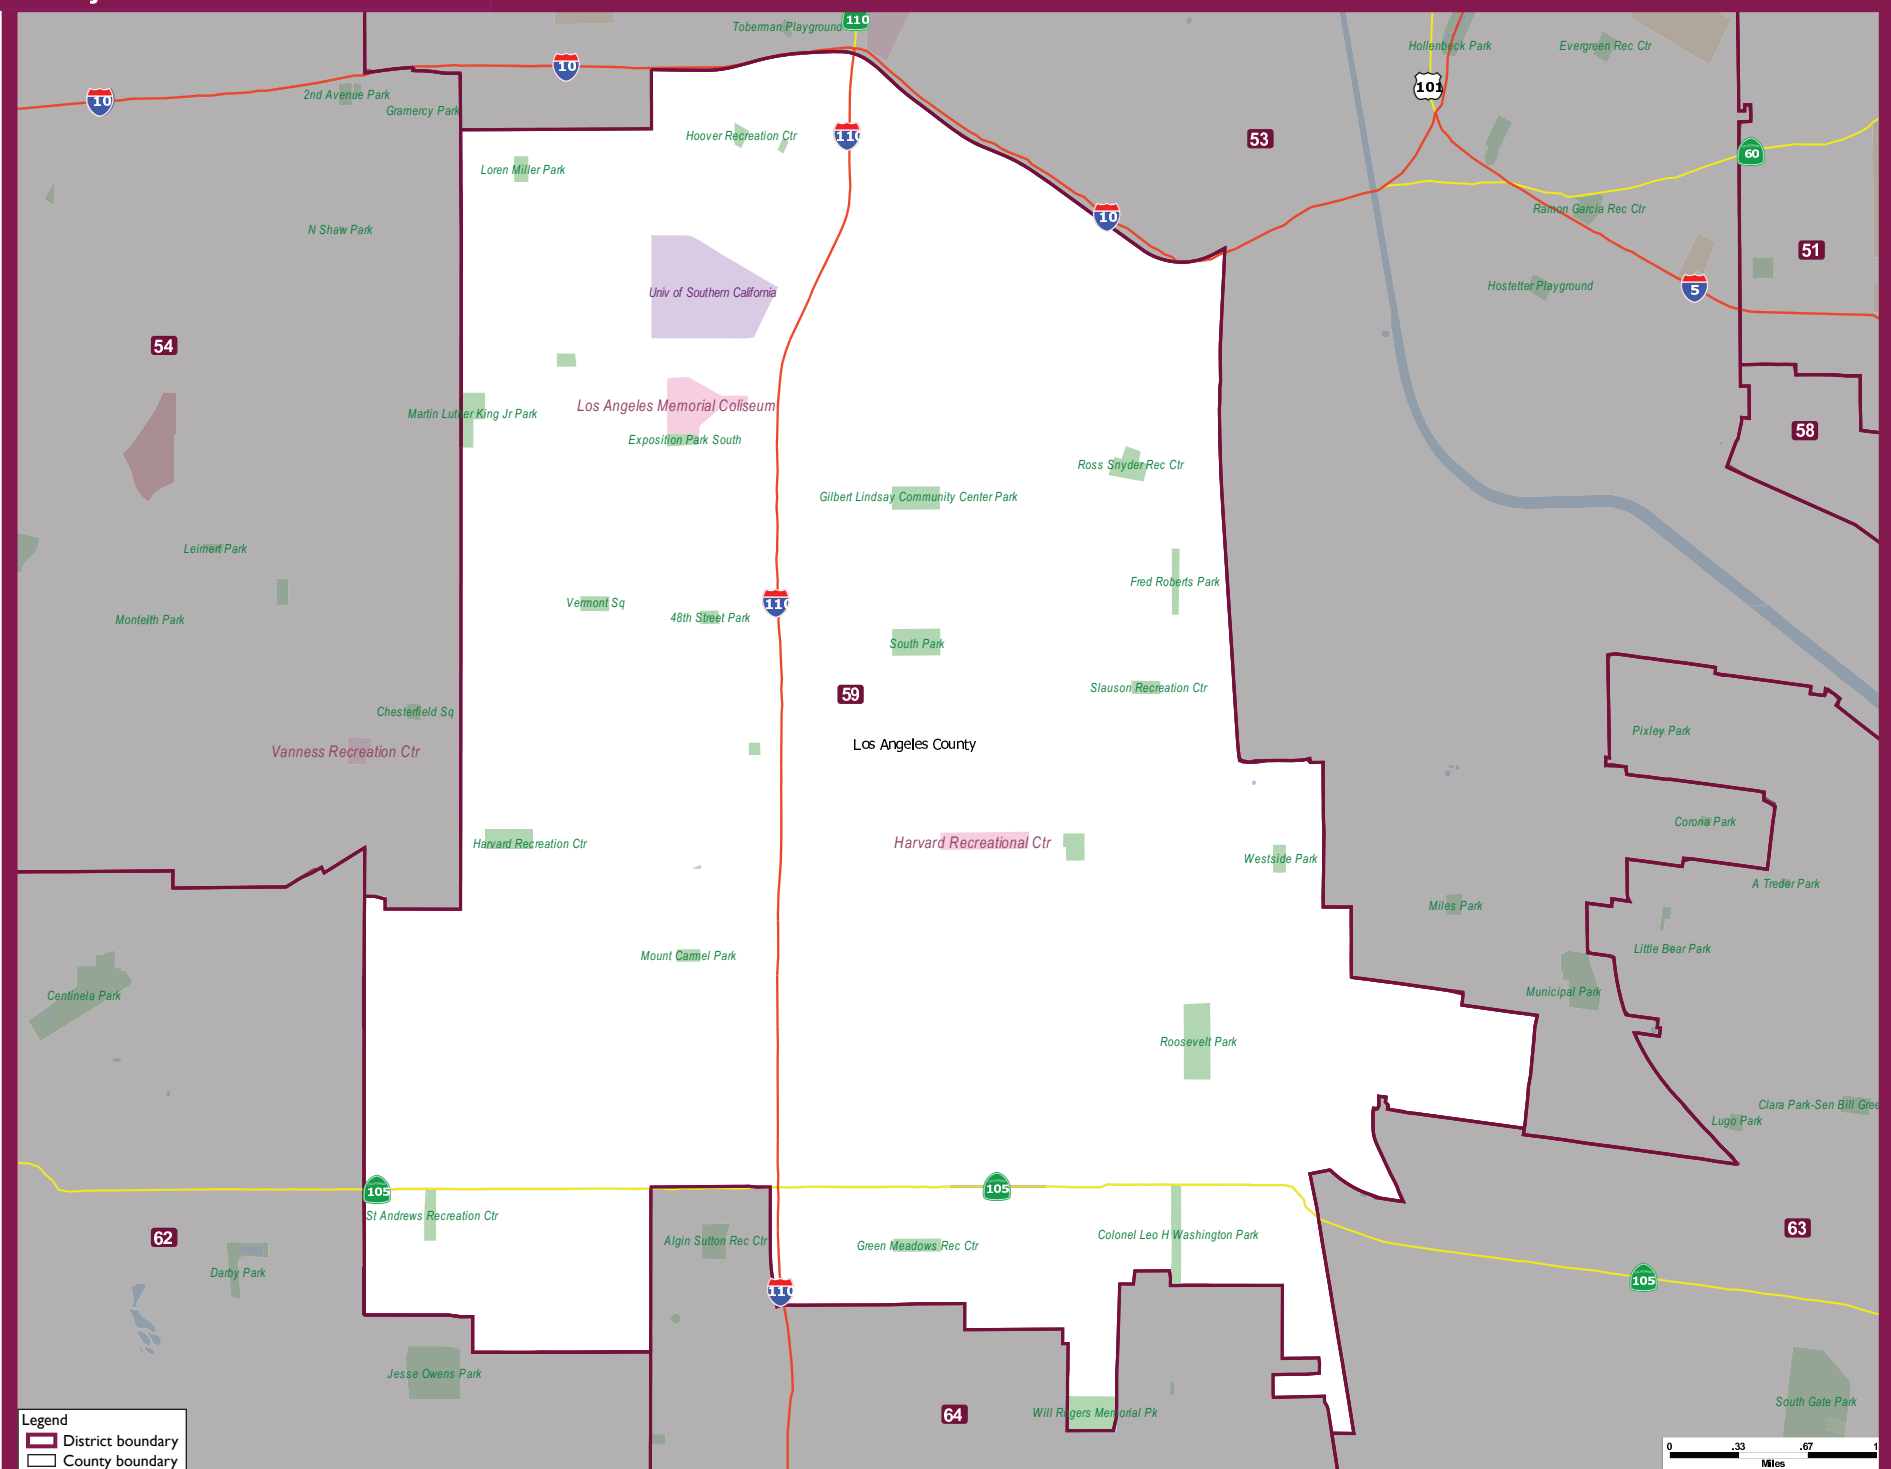 Toberman Playground
110
Hollenbeck Park
Evergreen Rec Ctr
10
101
2nd Avenue Park
10
Gramercy Park
Hoover Recreation Ctr
110
53
60
Loren Miller Park
Ramon Garcia Rec Ctr
10
N Shaw Park
51
Univ of Southern California
Hostetter Playground
5
54
Los Angeles Memorial Coliseum
Martin Luther King Jr Park
58
Exposition Park South
Ross Snyder Rec Ctr
Gilbert Lindsay Community Center Park
Leimert Park
Fred Roberts Park
Vermont Sq
110
48th Street Park
Monteith Park
South Park
Slauson Recreation Ctr
59
Chesterfield Sq
Pixley Park
Los Angeles County
Vanness Recreation Ctr
Corona Park
Harvard Recreation Ctr
Harvard Recreational Ctr
Westside Park
A Treder Park
Miles Park
Little Bear Park
Mount Carmel Park
Centinela Park
Municipal Park
Roosevelt Park
Clara Park-Sen Bill Gree
Lugo Park
105
105
St Andrews Recreation Ctr
62
63
Algin Sutton Rec Ctr
Green Meadows Rec Ctr
Colonel Leo H Washington Park
Darby Park
105
110
Jesse Owens Park
South Gate Park
64
Will Rogers Memorial Pk
Legend
District boundary
County boundary
0 .33 .67 1
Miles